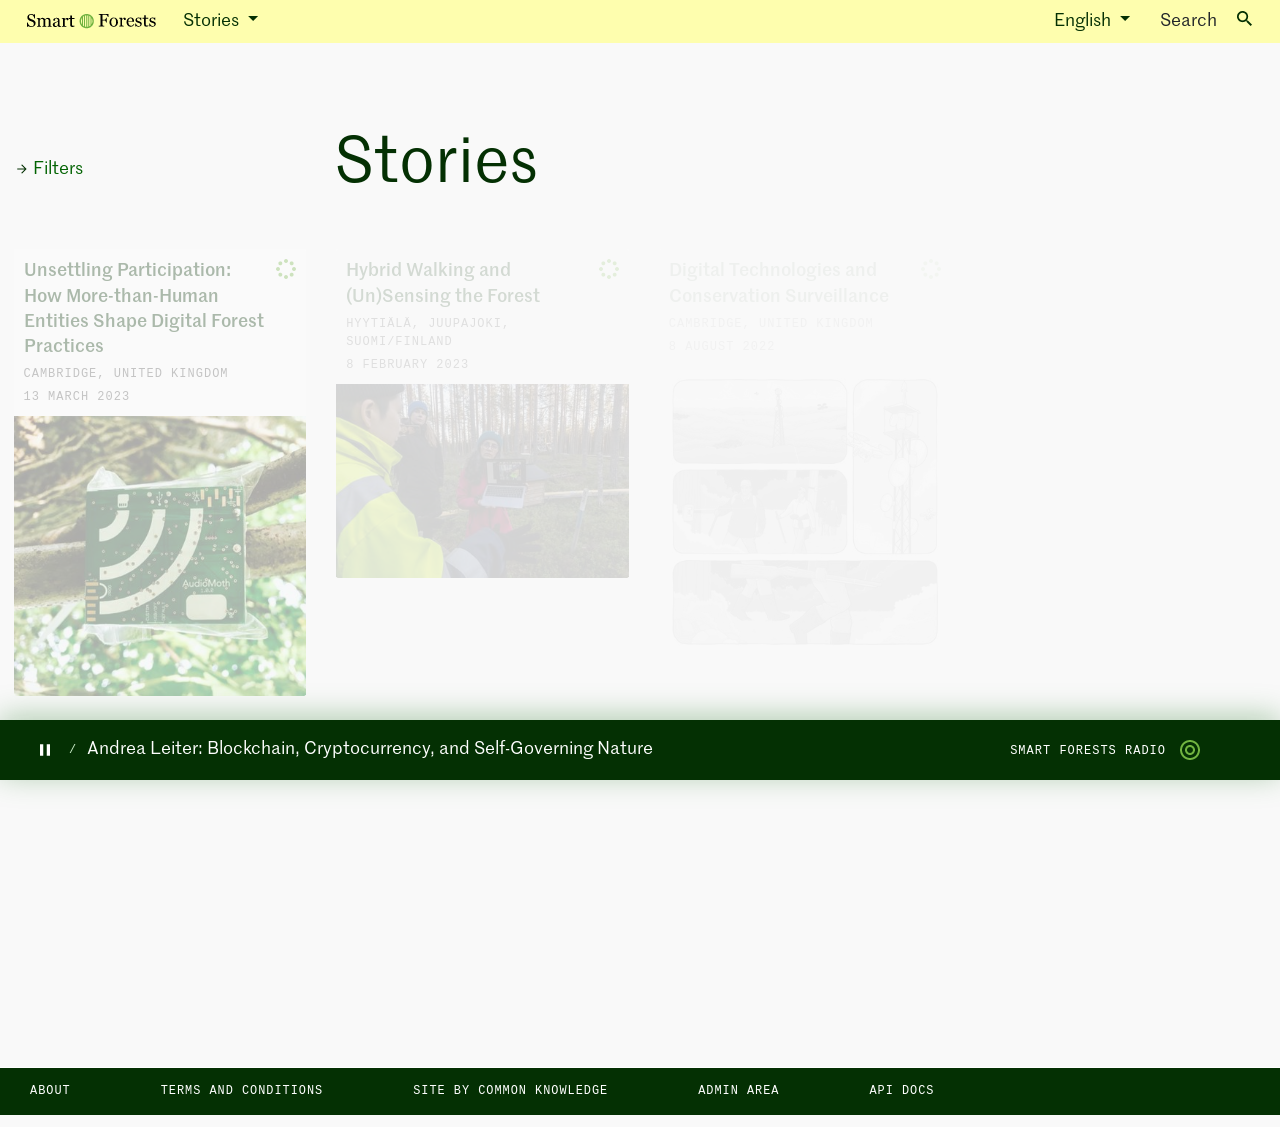 Smart Forests
Stories
English
Search
→ Filters
Stories
Unsettling Participation:
How More-than-Human
Entities Shape Digital Forest
Practices
CAMBRIDGE, UNITED KINGDOM
13 MARCH 2023
AudioMoth
Hybrid Walking and
(Un)Sensing the Forest
HYYTIÄLÄ, JUUPAJOKI,
SUOMI/FINLAND
8 FEBRUARY 2023
Digital Technologies and
Conservation Surveillance
CAMBRIDGE, UNITED KINGDOM
AUGUST 2022
/ Andrea Leiter: Blockchain, Cryptocurrency, and Self-Governing Nature
SMART FORESTS RADIO
ABOUT
TERMS AND CONDITIONS
SITE BY COMMON KNOWLEDGE
ADMIN AREA
API DOCS